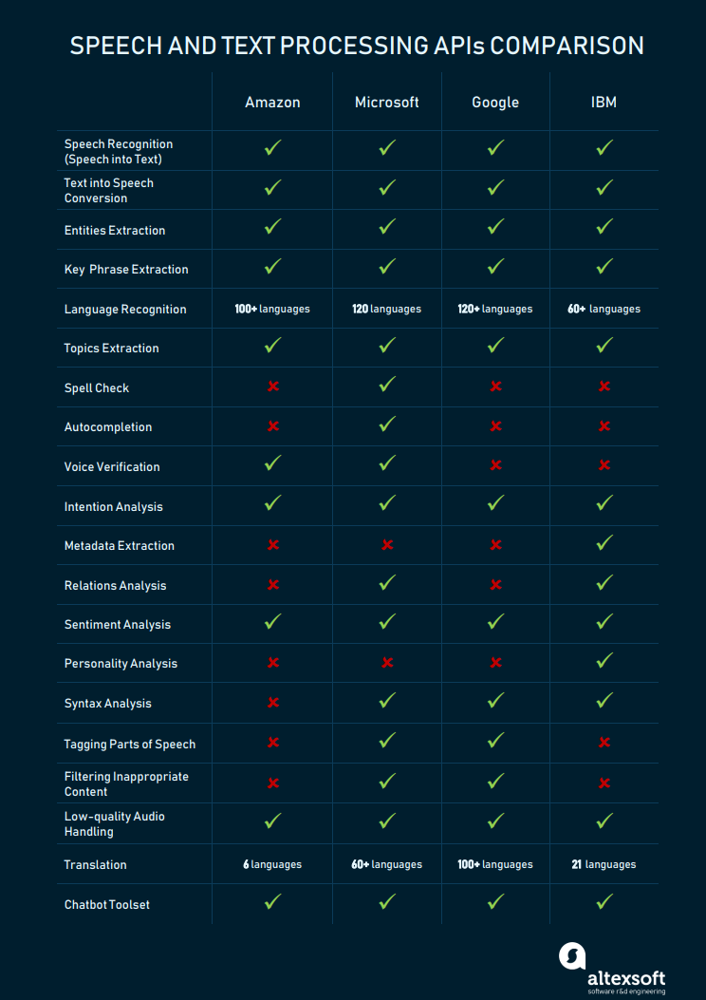 SPEECH AND TEXT PROCESSING APIs COMPARISON
Amazon Microsoft Google IBM
Speech Recognition
(Speech into Text)
Text into Speech
Conversion
Entities Extraction
Key Phrase Extraction
Language Recognition 100+ languages 120 languages 120+ languages 60+ languages
Topics Extraction
Spell Check
Autocompletion
Voice Verification
Intention Analysis
Metadata Extraction
Relations Analysis
Sentiment Analysis
Personality Analysis
Syntax Analysis
Tagging Parts of Speech
Filtering Inappropriate
Content
Low-quality Audio
Handling
Translation 6 languages 60+ languages 100+ languages 21 languages
Chatbot Toolset
altexsoft
software r&d engineering